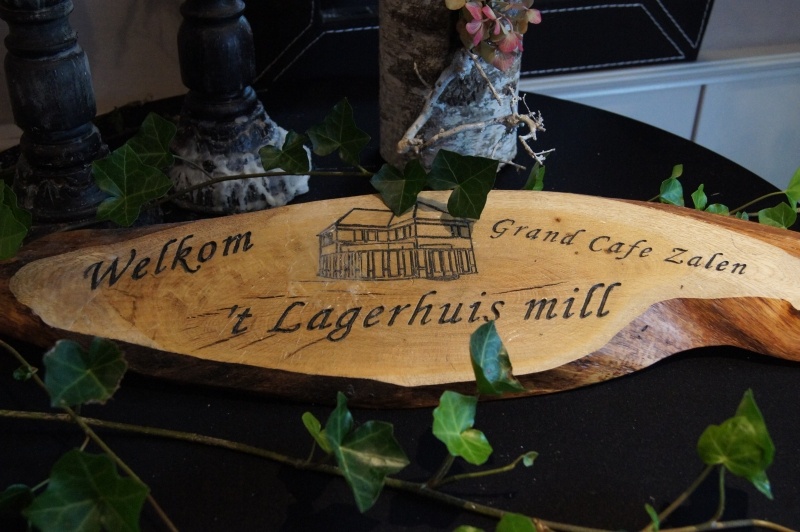 Welkom
Grand Cafe Zalen
't Lagerhuis mill